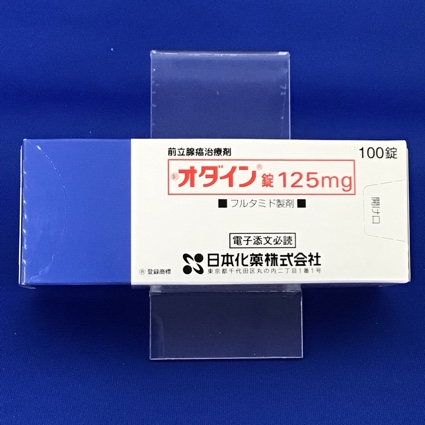 前立腺癌治療剤
100錠
オダイン®錠125mg
■フルタミド製剤■
開け口
電子添文必読
日本化薬株式会社
東京都千代田区丸の内二丁目1番1号
®登録商標